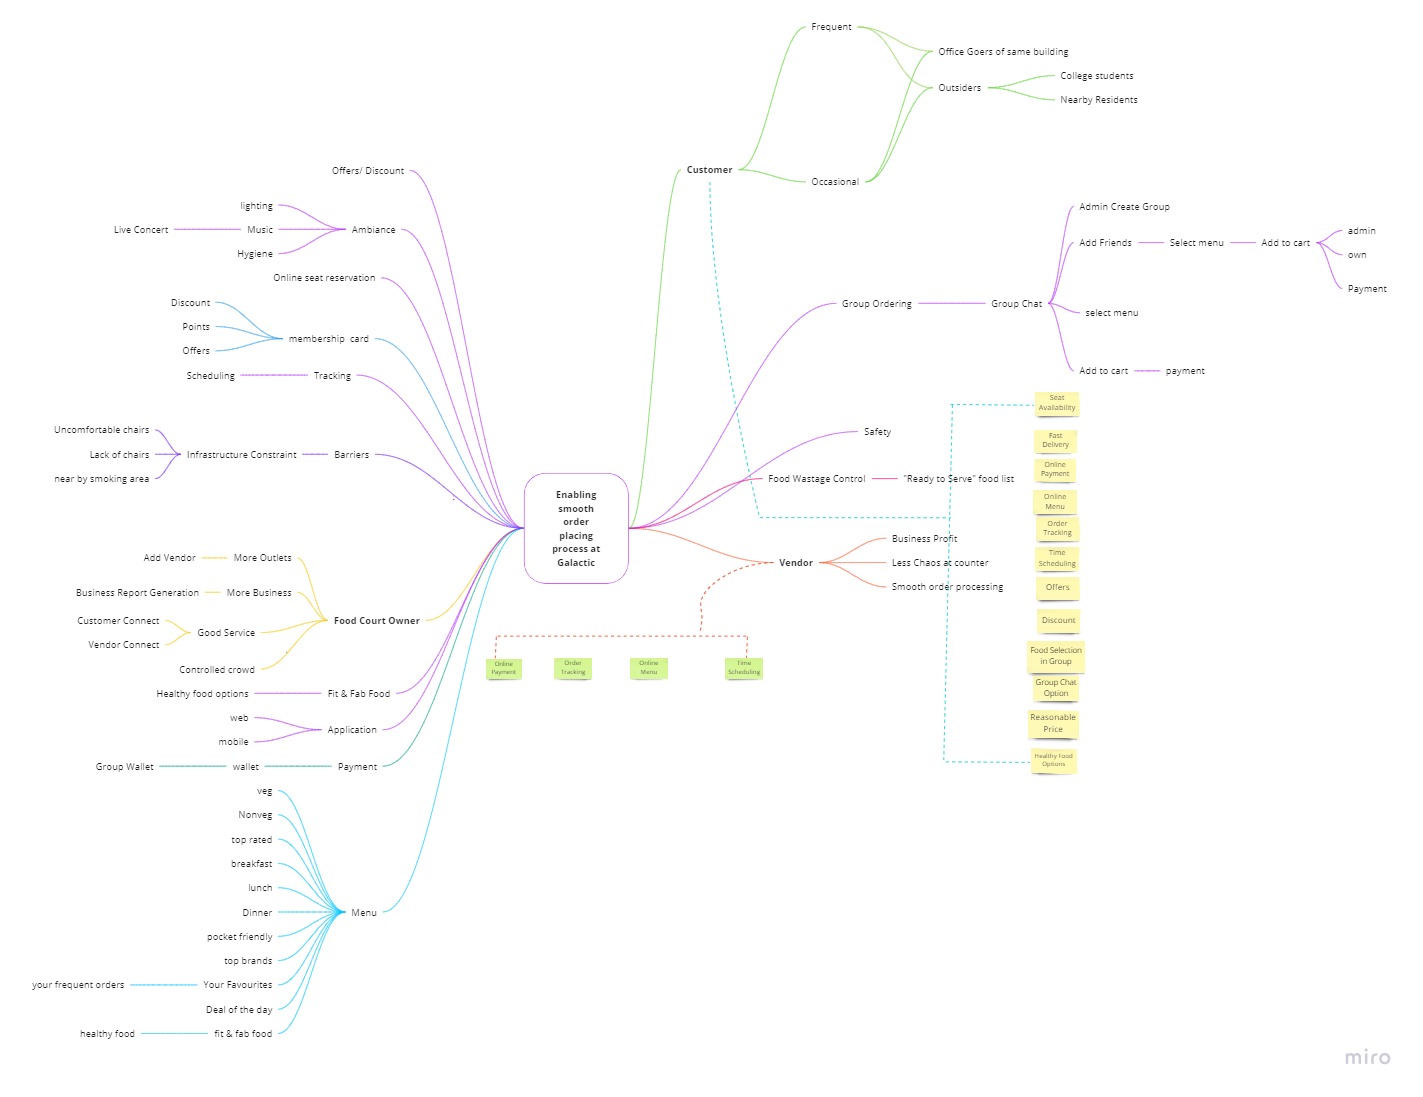 Frequent
Office Goers of same building
College students
Outsiders
Nearby Residents
Customer
Occasional
Offers/ Discount
lighting
Live Concert
Music
Ambiance
Hygiene
Online seat reservation
Discount
Points
membership  card
Offers
Scheduling
Tracking
Uncomfortable chairs
Lack of chairs
Infrastructure Constraint
Barriers
near by smoking area
Enabling
smooth
order
placing
process at
Galactic
Admin Create Group
Add Friends
Select menu
Add to cart
admin
own
Payment
Group Ordering
Group Chat
select menu
Add to cart
payment
Safety
Food Wastage Control
"Ready to Serve" food list
Business Profit
Vendor
Less Chaos at counter
Smooth order processing
Add Vendor
More Outlets
Business Report Generation
More Business
Customer Connect
Good Service
Food Court Owner
Vendor Connect
Controlled crowd
Healthy food options
Fit & Fab Food
web
Application
mobile
Group Wallet
wallet
Payment
Online
Payment
Order
Tracking
Online
Menu
Time
Scheduling
Seat
Availability
Fast
Delivery
Online
Payment
Online
Menu
Order
Tracking
Time
Scheduling
Offers
Discount
Food Selection
in Group
Group Chat
Option
Reasonable
Price
Healthy Food
Options
veg
Nonveg
top rated
breakfast
lunch
Dinner
Menu
pocket friendly
top brands
your frequent orders
Your Favourites
Deal of the day
healthy food
fit & fab food
miro